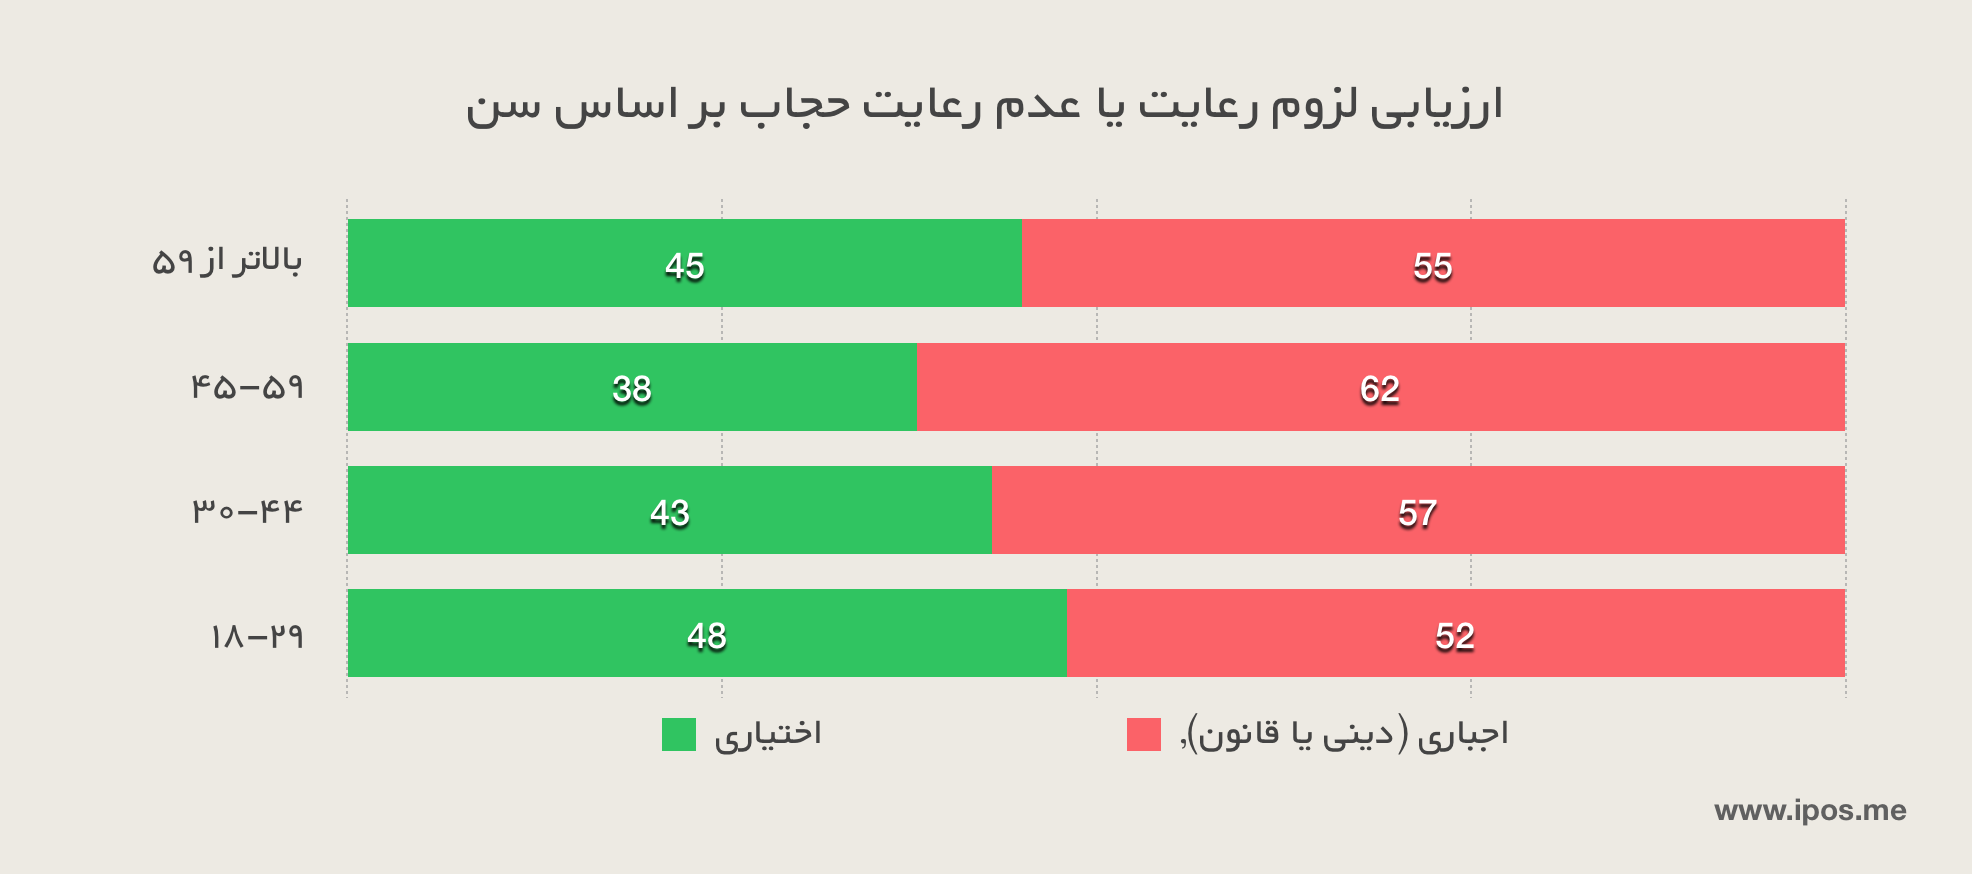 ارزیابی لزوم رعایت یا عدم رعایت حجاب بر اساس سن
بالاتر از ۵۹ 45 55
۴۵–۵۹ 38 62
۳۰–۴۴ 43 57
۱۸–۲۹ 48 52
اجباری (دینی یا قانون), اختیاری
www.ipos.me